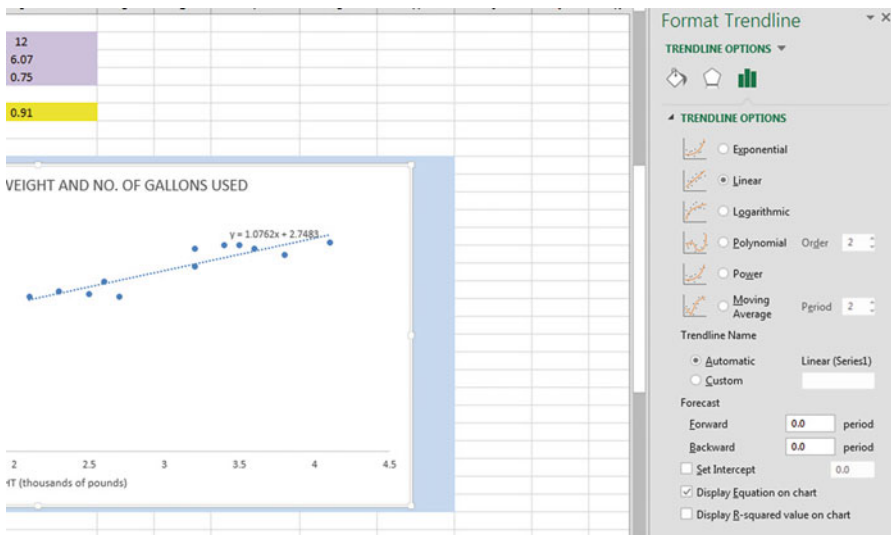 12
6.07
0.75
0.91
WEIGHT AND NO. OF GALLONS USED
y = 1.0762x + 2.7483
2 2.5 3 3.5 4 4.5
HT (thousands of pounds)
Format Trendline
TRENDLINE OPTIONS
TRENDLINE OPTIONS
Exponential
Linear
Logarithmic
Polynomial Order 2
Power
Moving
Average Period 2
Trendline Name
Automatic Linear (Series1)
Custom
Forecast
Forward 0.0 period
Backward 0.0 period
Set Intercept 0.0
Display Equation on chart
Display R-squared value on chart